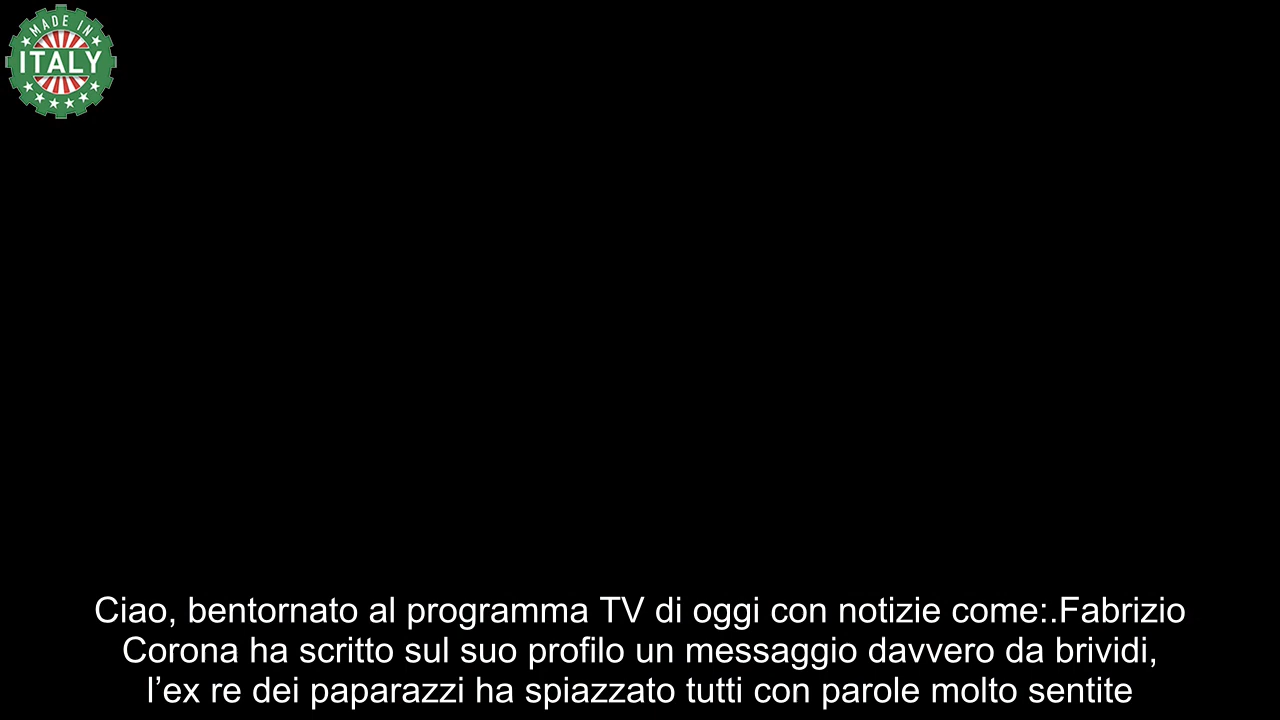 MADE IN
ITALY
Ciao, bentornato al programma TV di oggi con notizie come:.Fabrizio
Corona ha scritto sul suo profilo un messaggio davvero da brividi,
l’ex re dei paparazzi ha spiazzato tutti con parole molto sentite